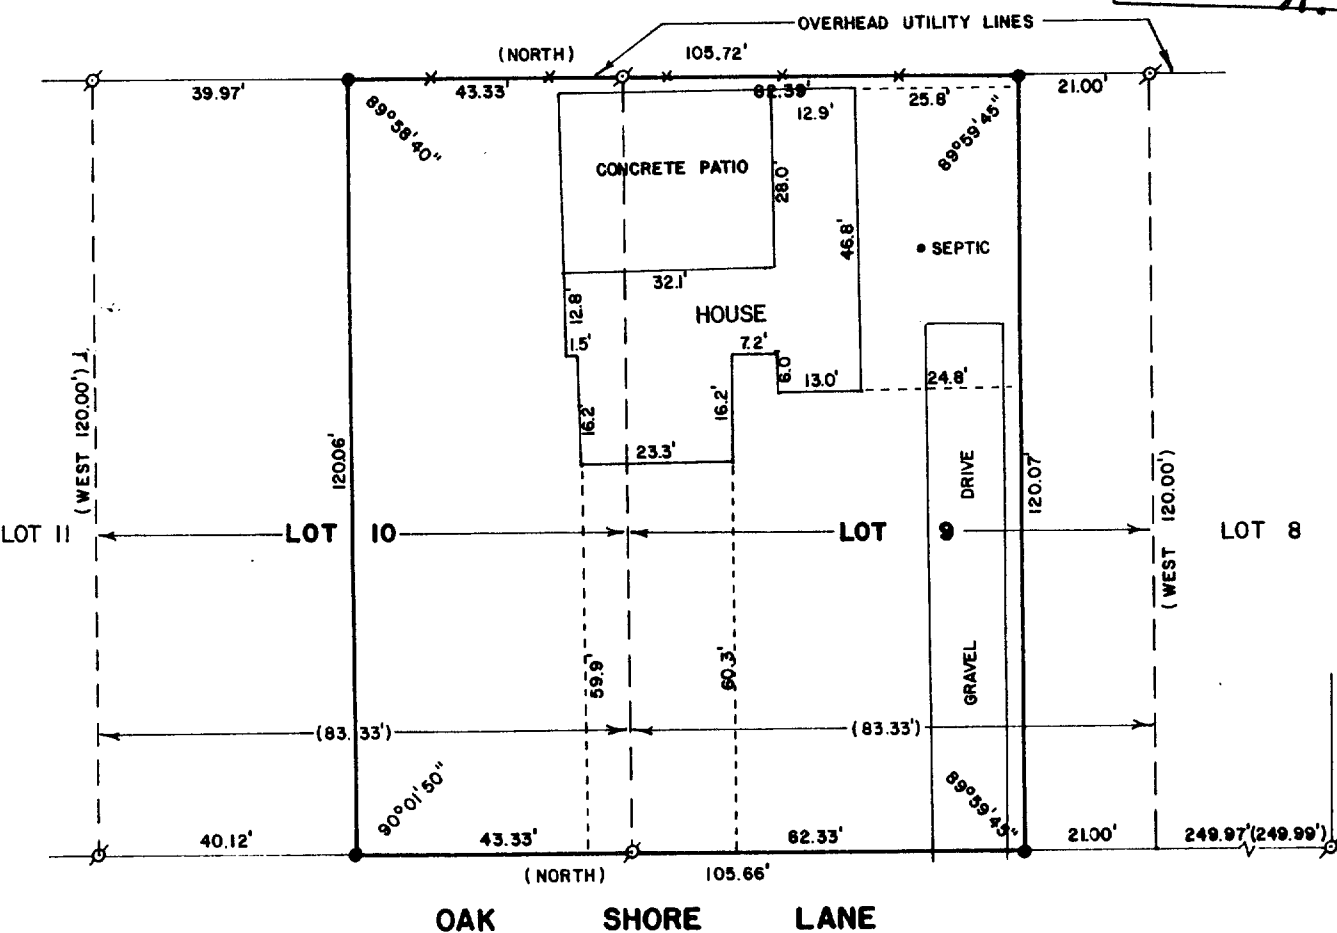 OVERHEAD UTILITY LINES
(NORTH) 105.72'
39.97' 43.33' 62.39' 25.8' 21.00'
12.9'
89°58'40"
89°59'45"
CONCRETE PATIO
28.0'
46.8'
SEPTIC
32.1'
12.8'
HOUSE
1.5' 7.2'
6.0'
13.0' 24.8'
16.2' 16.2'
23.3'
(WEST 120.00')
120.06'
DRIVE
120.07'
(WEST 120.00')
LOT 11 LOT 10 LOT 9 LOT 8
59.9' 60.3'
GRAVEL
(83.33') (83.33')
90°01'50"
89°59'45"
40.12' 43.33' 62.33' 21.00' 249.97'(249.99')
(NORTH) 105.66'
OAK SHORE LANE